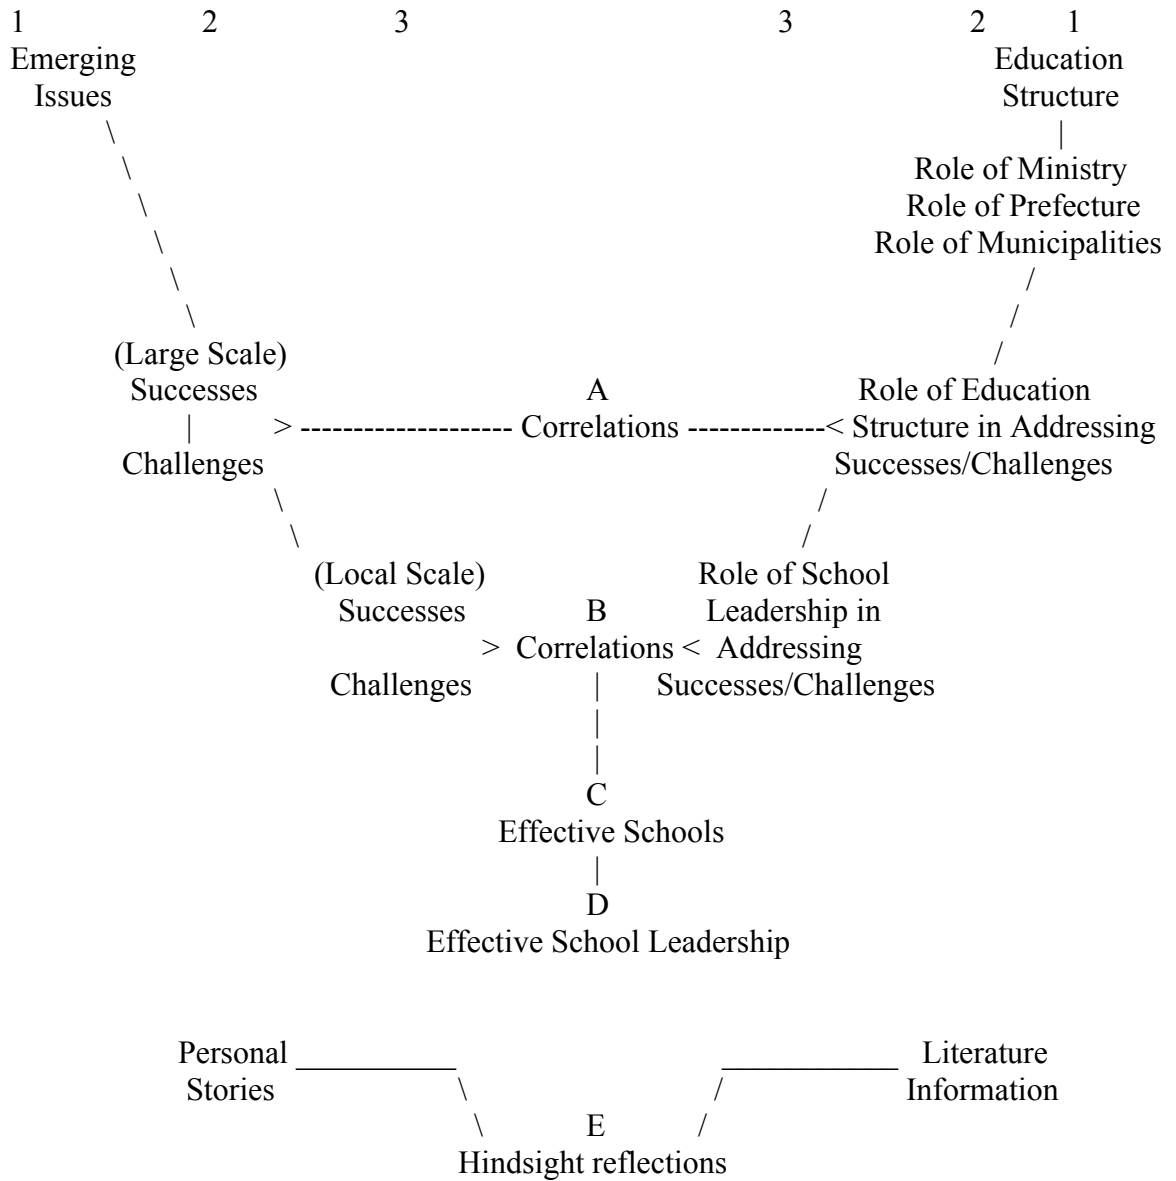 1 2 3 3 2 1
Emerging Education
Issues Structure
Role of Ministry
Role of Prefecture
Role of Municipalities
(Large Scale)
Successes A Role of Education
> -------------------- Correlations -------------< Structure in Addressing
Challenges Successes/Challenges
(Local Scale) Role of School
Successes B Leadership in
> Correlations < Addressing
Challenges Successes/Challenges
C
Effective Schools
D
Effective School Leadership
Personal Literature
Stories Information
E
Hindsight reflections